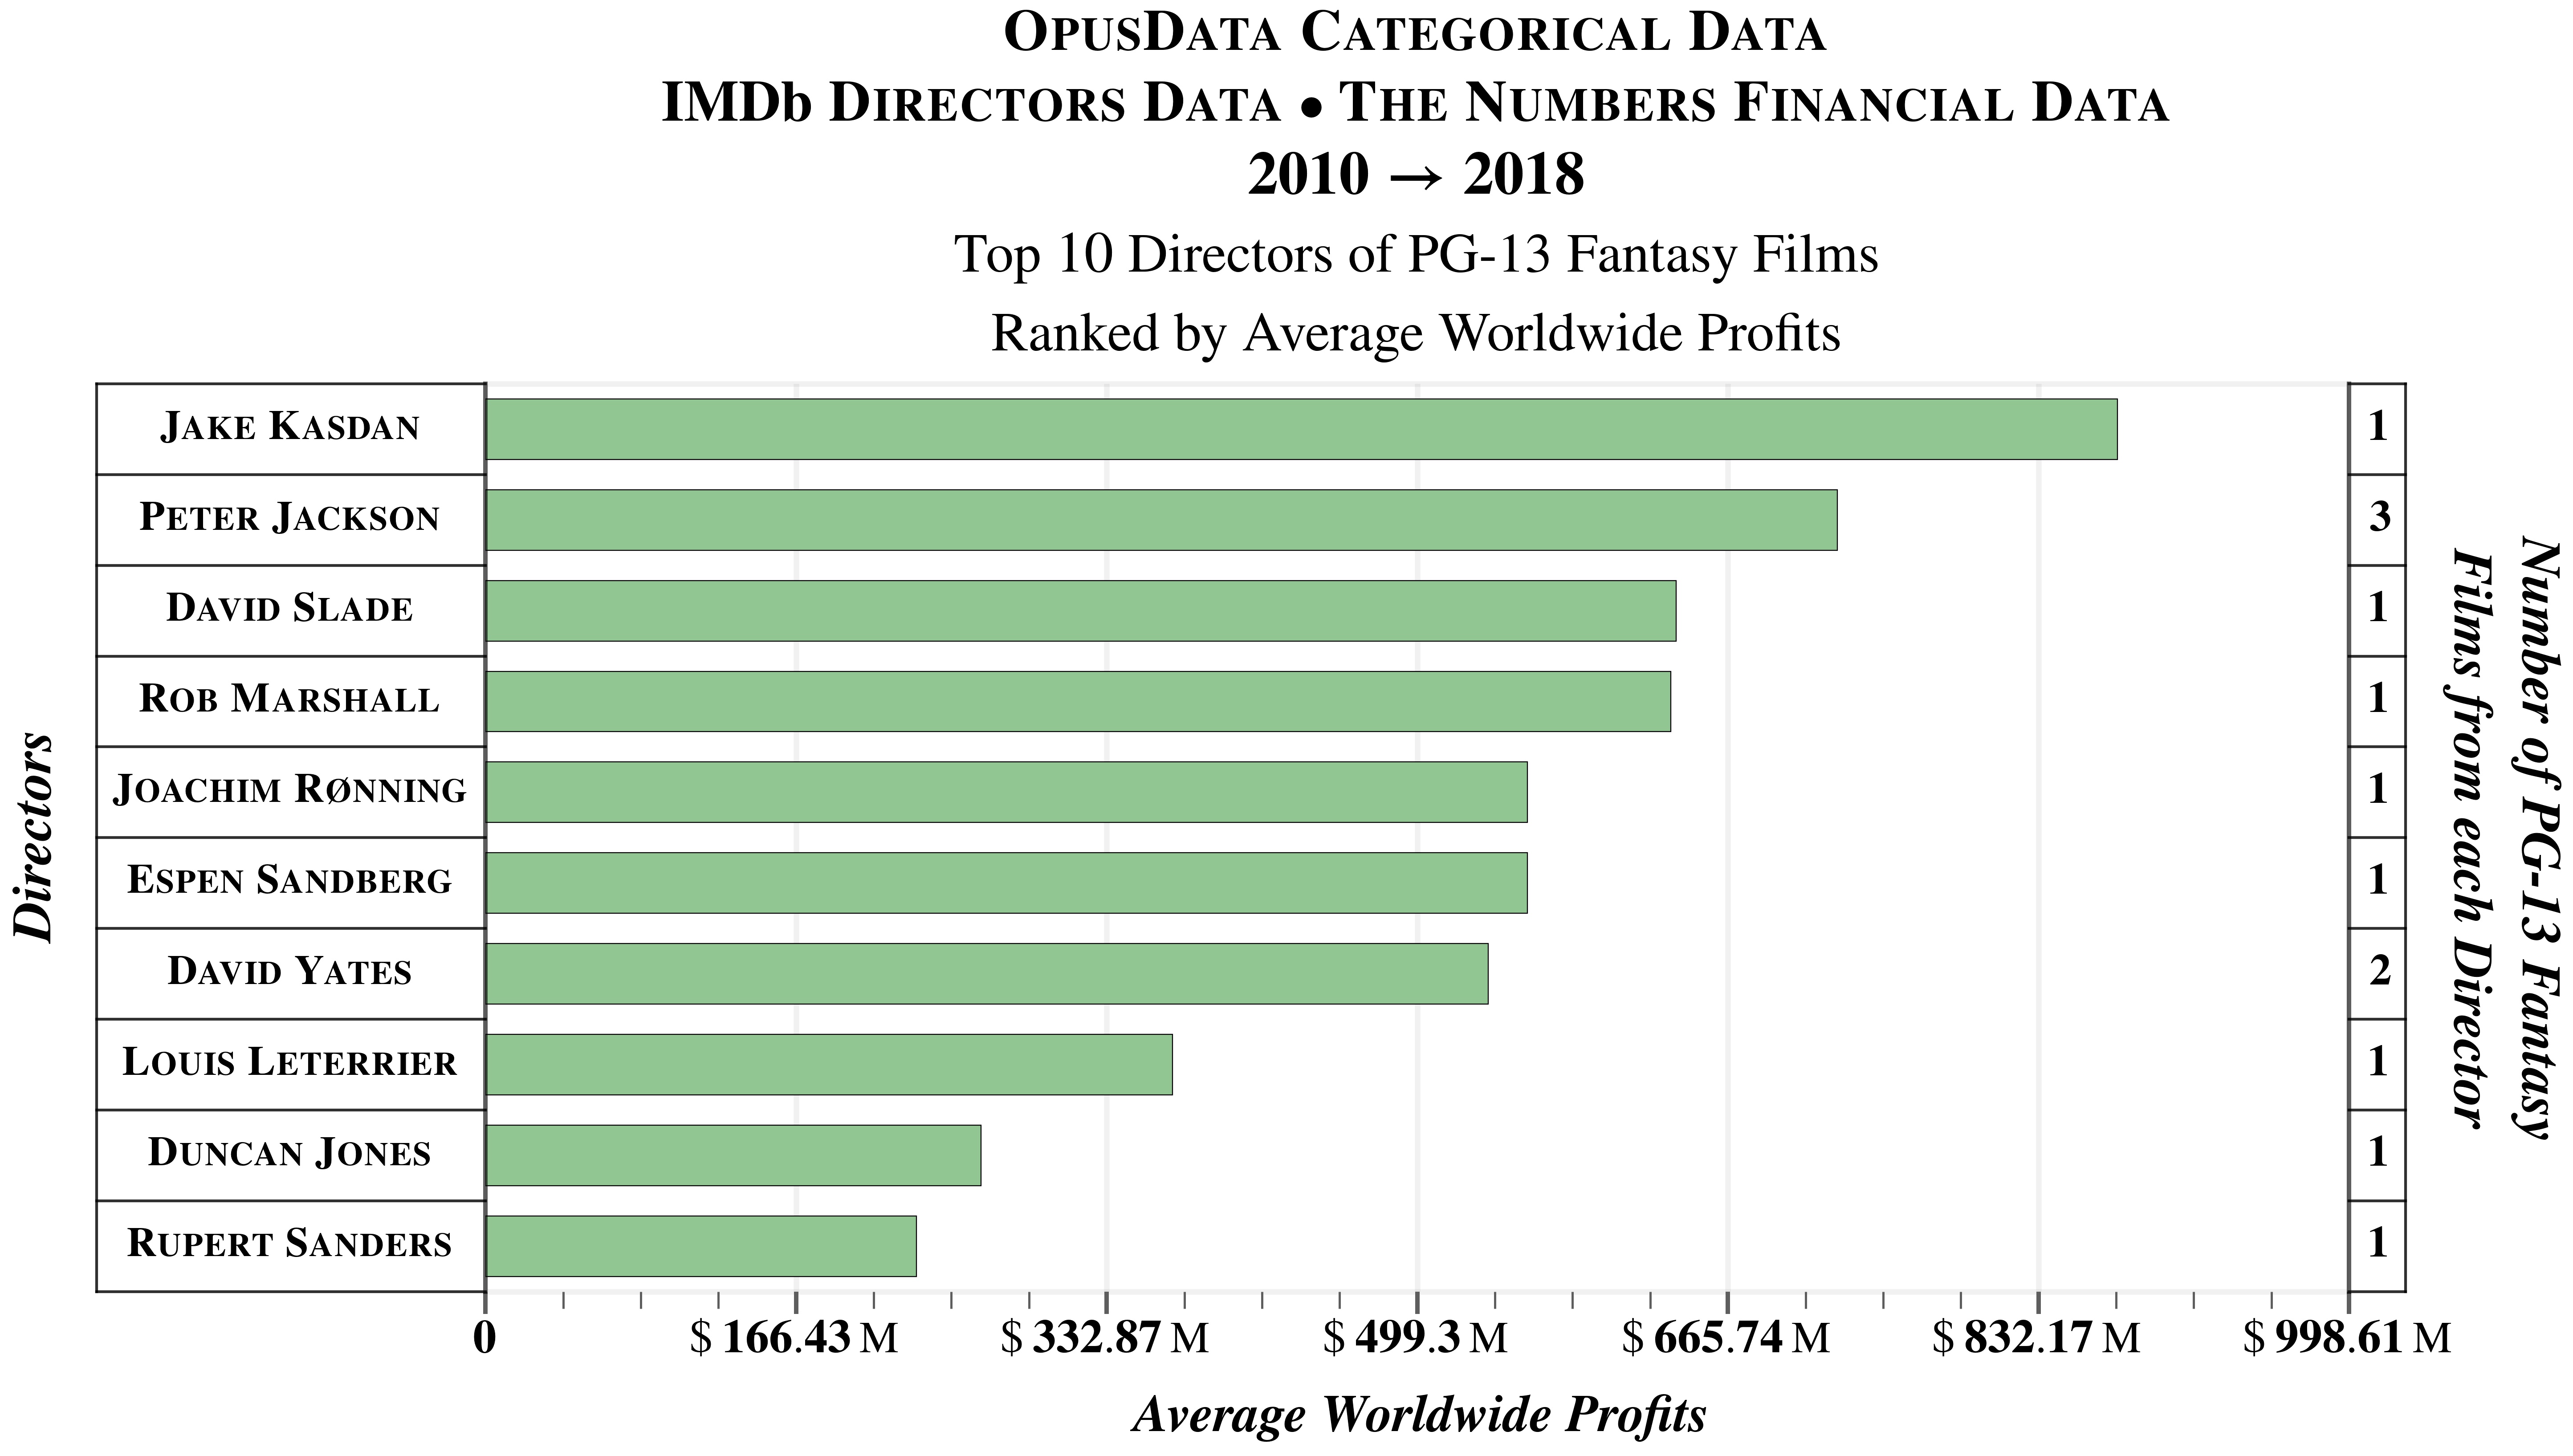 OpusData Categorical Data
IMDb Directors Data • The Numbers Financial Data
2010 → 2018
Top 10 Directors of PG-13 Fantasy Films
Ranked by Average Worldwide Profits
Directors
Jake Kasdan 1
Peter Jackson 3
David Slade 1
Rob Marshall 1
Joachim Rønning 1
Espen Sandberg 1
David Yates 2
Louis Leterrier 1
Duncan Jones 1
Rupert Sanders 1
Number of PG-13 Fantasy
Films from each Director
0 $ 166.43 M $ 332.87 M $ 499.3 M $ 665.74 M $ 832.17 M $ 998.61 M
Average Worldwide Profits